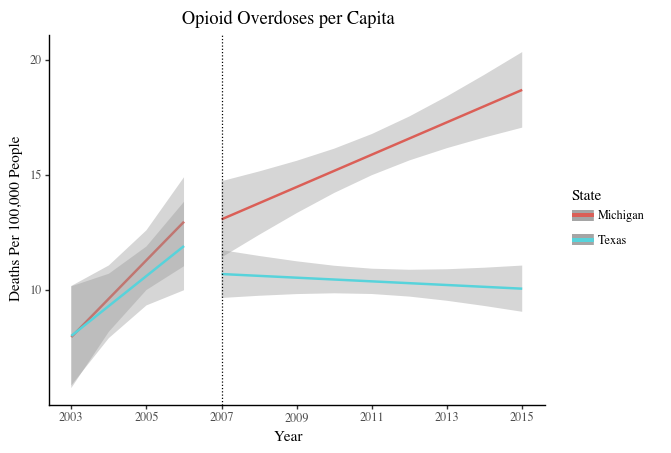 Opioid Overdoses per Capita
Deaths Per 100,000 People
20
15
10
2003
2005
2007
2009
2011
2013
2015
Year
State
Michigan
Texas